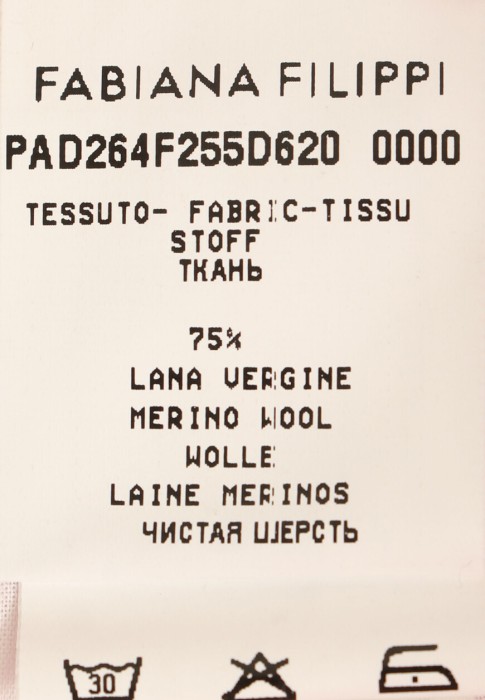 FABIANA FILIPPI
PAD264F255D620 0000
TESSUTO- FABRIC-TISSU
STOFF
ТКАНЬ
75%
LANA VERGINE
MERINO WOOL
WOLLE
LAINE MERINOS
ЧИСТАЯ ШЕРСТЬ
30